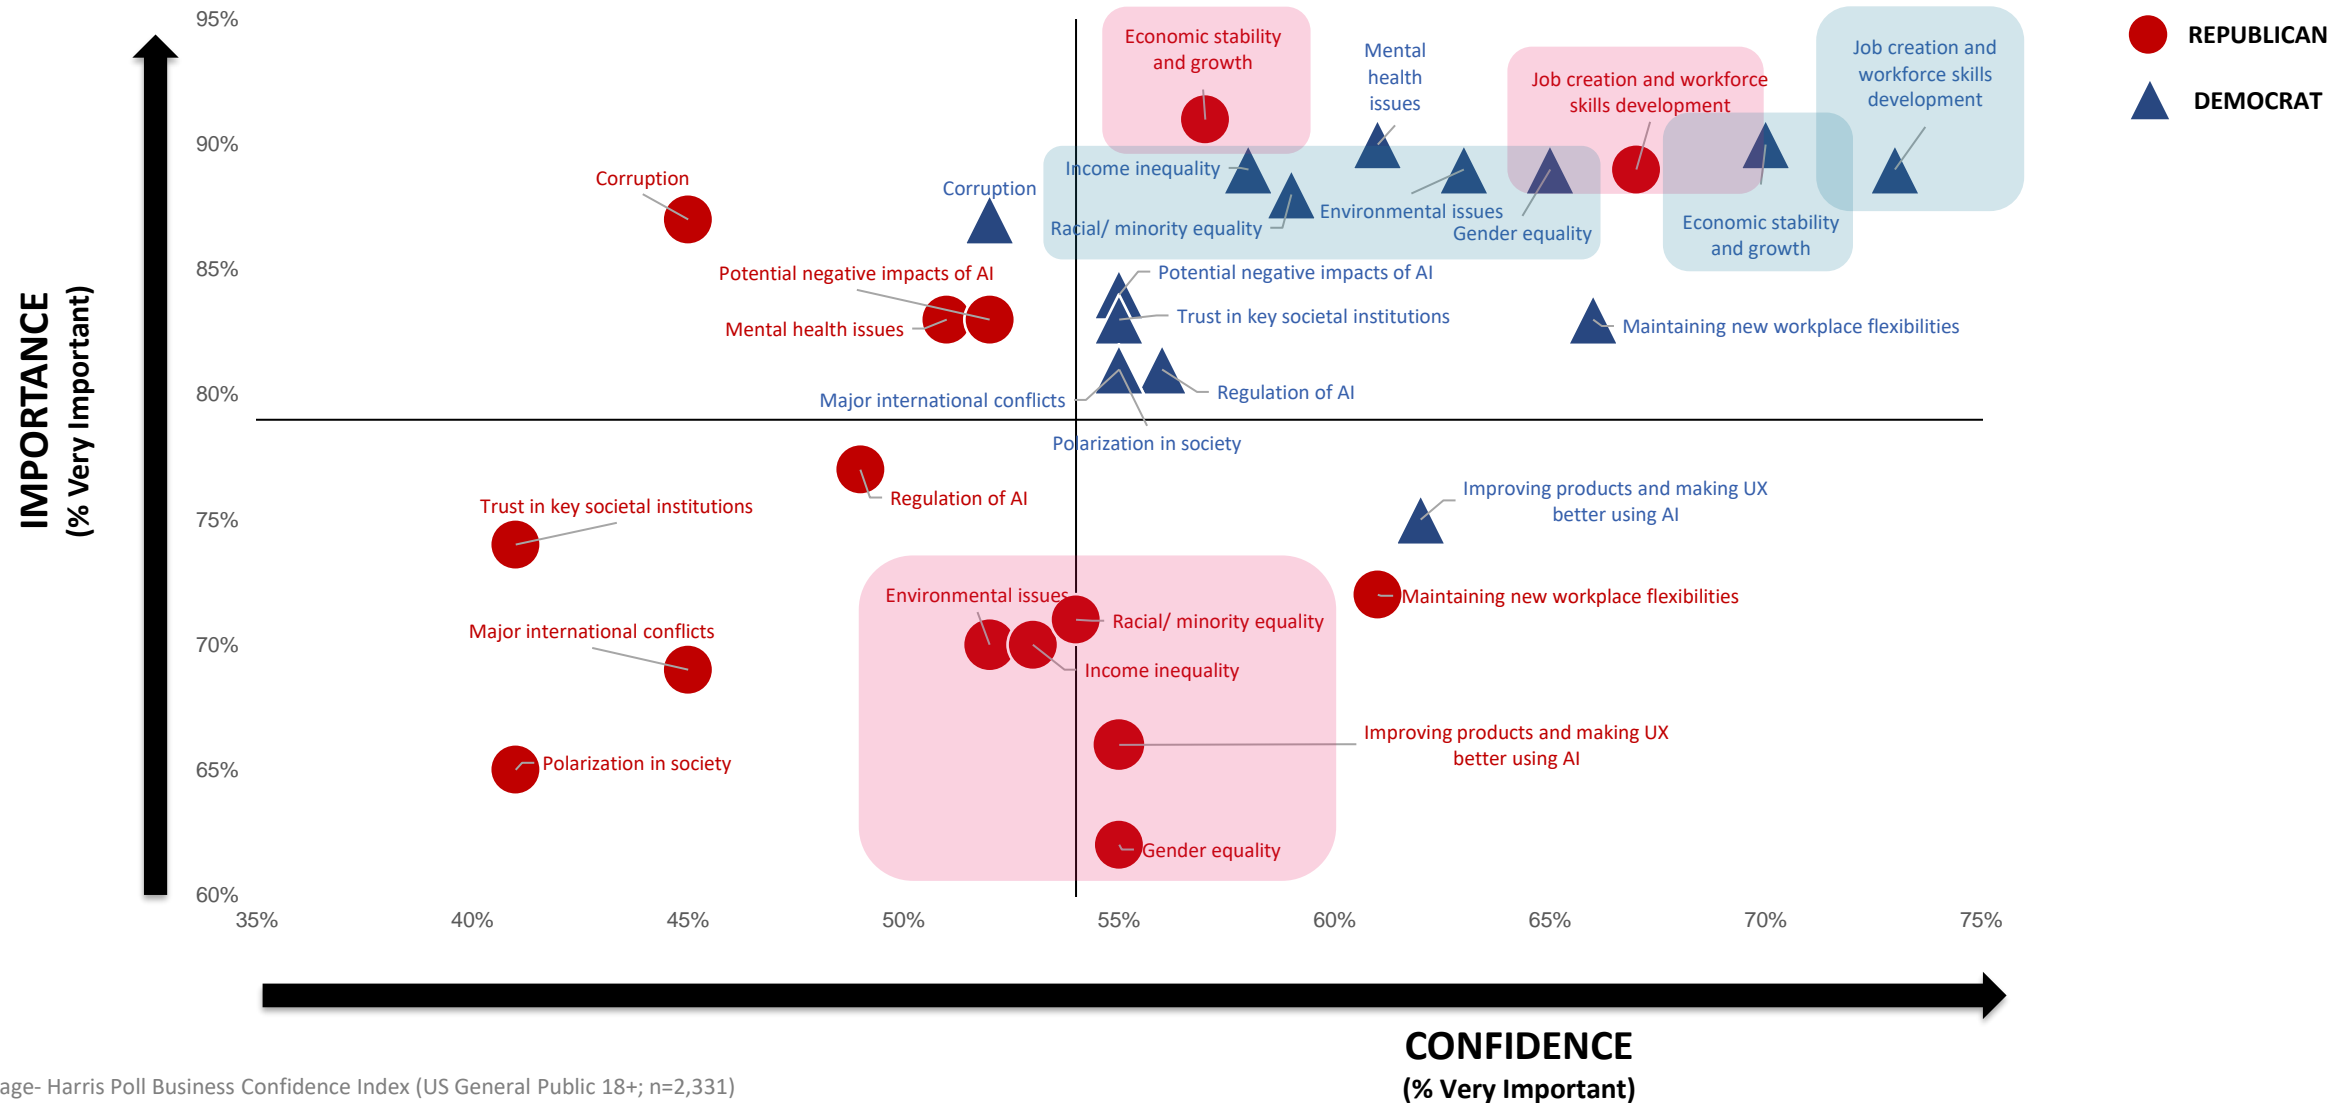 95%
90%
85%
80%
75%
70%
65%
60%
IMPORTANCE
(% Very Important)
Economic stability
and growth
Mental
health
issues
Job creation and workforce
skills development
Job creation and
workforce skills
development
REPUBLICAN
DEMOCRAT
Corruption
Corruption
Income inequality
Racial/ minority equality
Environmental issues
Gender equality
Economic stability
and growth
Potential negative impacts of AI
Mental health issues
Potential negative impacts of AI
Trust in key societal institutions
Maintaining new workplace flexibilities
Major international conflicts
Regulation of AI
Polarization in society
Regulation of AI
Trust in key societal institutions
Improving products and making UX
better using AI
Environmental issues
Maintaining new workplace flexibilities
Racial/ minority equality
Major international conflicts
Income inequality
Improving products and making UX
better using AI
Polarization in society
Gender equality
35%
40%
45%
50%
55%
60%
65%
70%
75%
CONFIDENCE
(% Very Important)
age- Harris Poll Business Confidence Index (US General Public 18+; n=2,331)